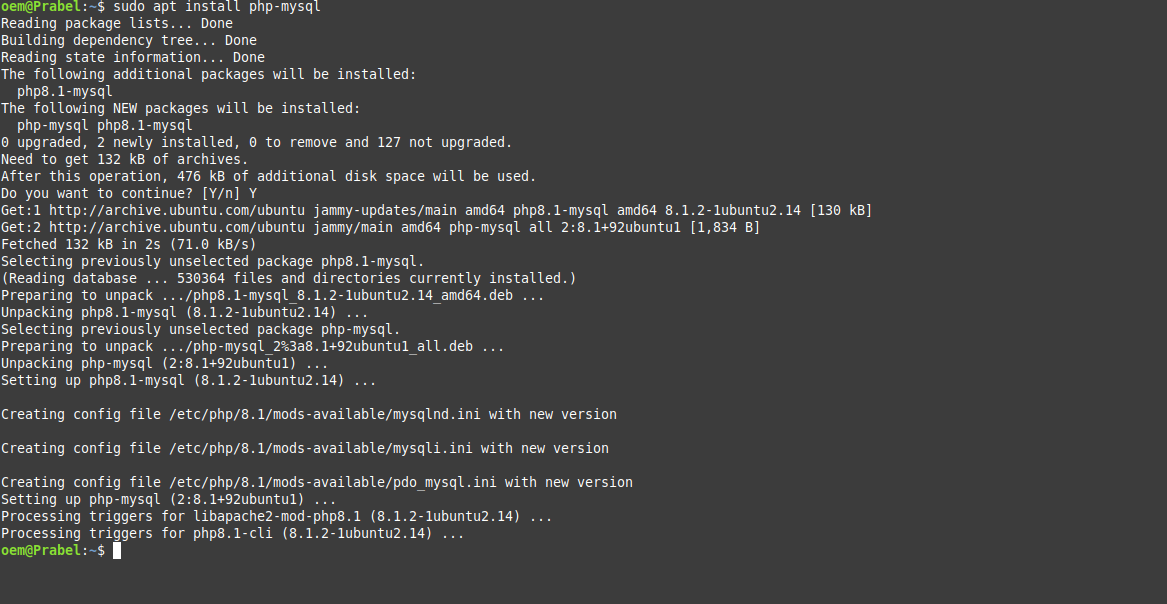 oem@Prabel:~$ sudo apt install php-mysql
Reading package lists... Done
Building dependency tree... Done
Reading state information... Done
The following additional packages will be installed:
  php8.1-mysql
The following NEW packages will be installed:
  php-mysql php8.1-mysql
0 upgraded, 2 newly installed, 0 to remove and 127 not upgraded.
Need to get 132 kB of archives.
After this operation, 476 kB of additional disk space will be used.
Do you want to continue? [Y/n] Y
Get:1 http://archive.ubuntu.com/ubuntu jammy-updates/main amd64 php8.1-mysql amd64 8.1.2-1ubuntu2.14 [130 kB]
Get:2 http://archive.ubuntu.com/ubuntu jammy/main amd64 php-mysql all 2:8.1+92ubuntu1 [1,834 B]
Fetched 132 kB in 2s (71.0 kB/s)
Selecting previously unselected package php8.1-mysql.
(Reading database ... 530364 files and directories currently installed.)
Preparing to unpack .../php8.1-mysql_8.1.2-1ubuntu2.14_amd64.deb ...
Unpacking php8.1-mysql (8.1.2-1ubuntu2.14) ...
Selecting previously unselected package php-mysql.
Preparing to unpack .../php-mysql_2%3a8.1+92ubuntu1_all.deb ...
Unpacking php-mysql (2:8.1+92ubuntu1) ...
Setting up php8.1-mysql (8.1.2-1ubuntu2.14) ...

Creating config file /etc/php/8.1/mods-available/mysqlnd.ini with new version

Creating config file /etc/php/8.1/mods-available/mysqli.ini with new version

Creating config file /etc/php/8.1/mods-available/pdo_mysql.ini with new version
Setting up php-mysql (2:8.1+92ubuntu1) ...
Processing triggers for libapache2-mod-php8.1 (8.1.2-1ubuntu2.14) ...
Processing triggers for php8.1-cli (8.1.2-1ubuntu2.14) ...
oem@Prabel:~$